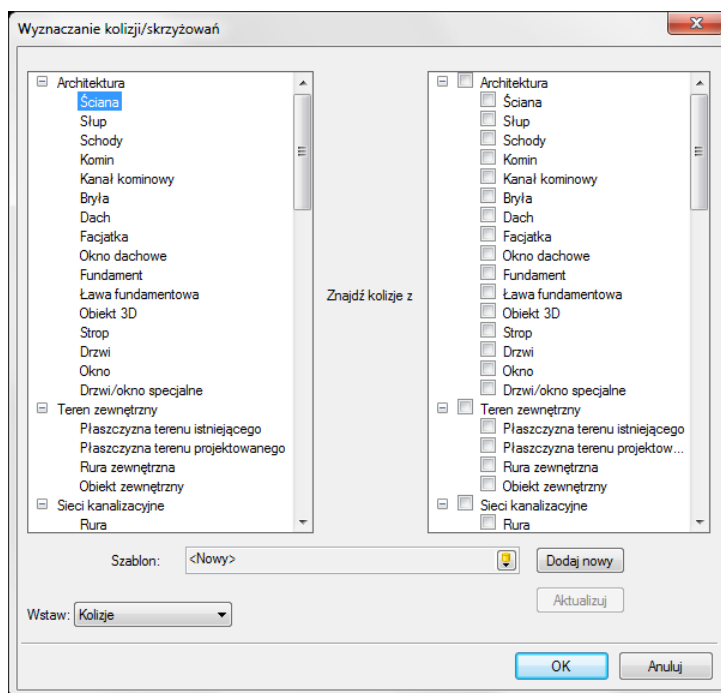 Wyznaczanie kolizji/skrzyżowań
Architektura
Ściana
Słup
Schody
Komin
Kanał kominowy
Bryła
Dach
Facjatka
Okno dachowe
Fundament
Ława fundamentowa
Obiekt 3D
Strop
Drzwi
Okno
Drzwi/okno specjalne
Teren zewnętrzny
Płaszczyzna terenu istniejącego
Płaszczyzna terenu projektowanego
Rura zewnętrzna
Obiekt zewnętrzny
Sieci kanalizacyjne
Rura
Znajdź kolizje z
Architektura
Ściana
Słup
Schody
Komin
Kanał kominowy
Bryła
Dach
Facjatka
Okno dachowe
Fundament
Ława fundamentowa
Obiekt 3D
Strop
Drzwi
Okno
Drzwi/okno specjalne
Teren zewnętrzny
Płaszczyzna terenu istniejącego
Płaszczyzna terenu projektow...
Rura zewnętrzna
Obiekt zewnętrzny
Sieci kanalizacyjne
Rura
Szablon: <Nowy> Dodaj nowy
Aktualizuj
Wstaw: Kolizje
OK Anuluj